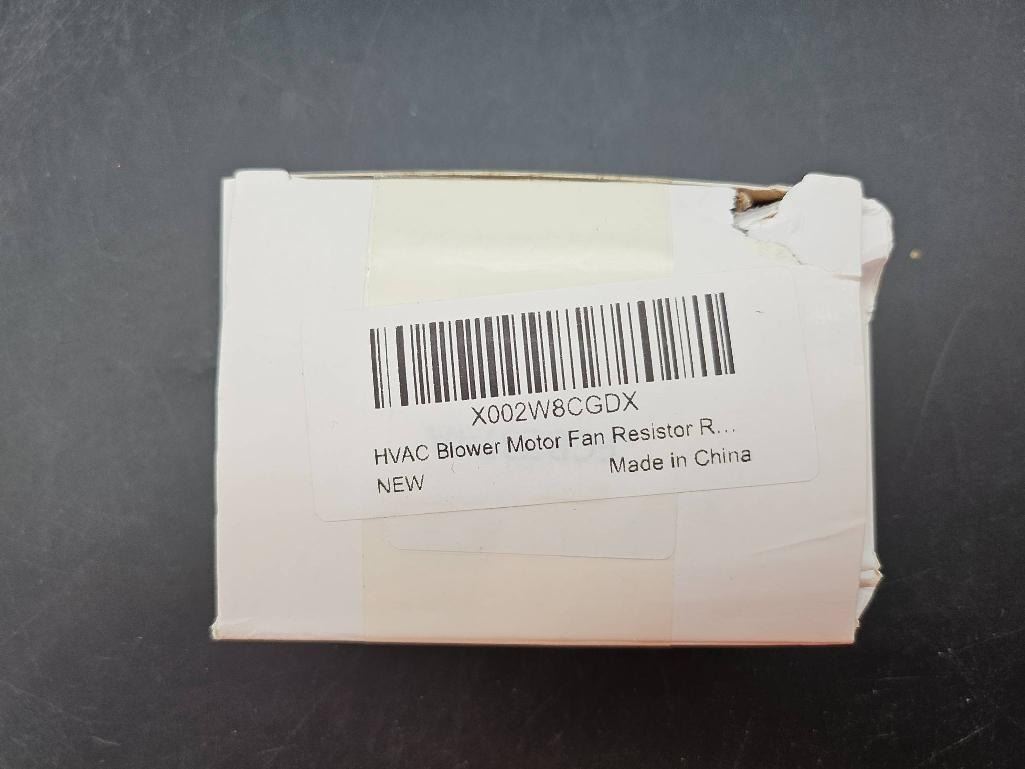 X002W8CGDX
HVAC Blower Motor Fan Resistor R...
NEW Made in China